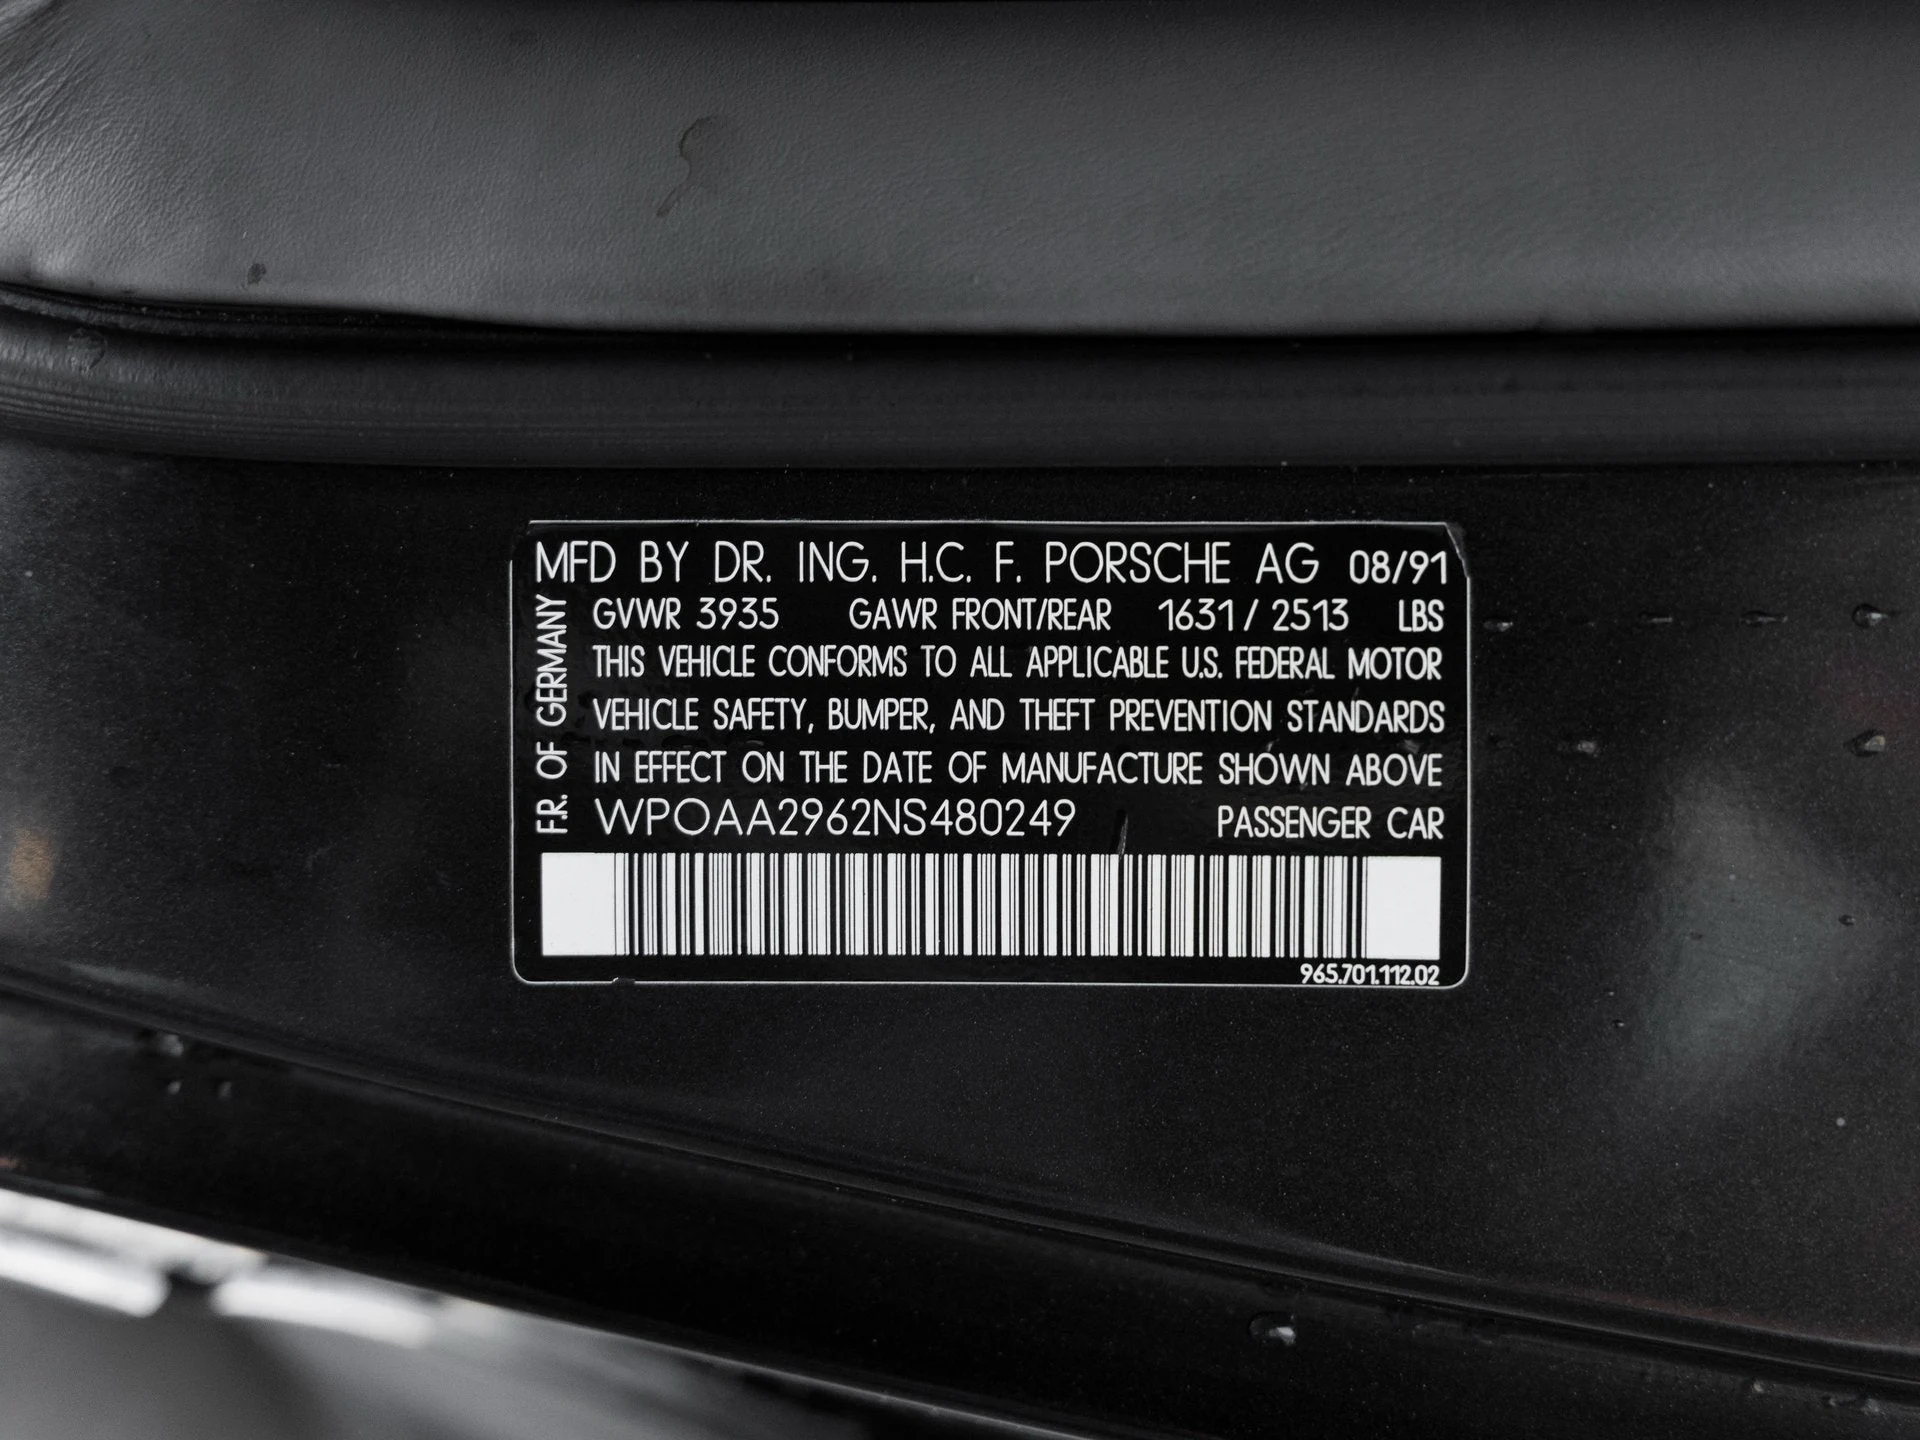 MFD BY DR. ING. H.C. F. PORSCHE AG 08/91
GVWR 3935 GAWR FRONT/REAR 1631 / 2513 LBS
THIS VEHICLE CONFORMS TO ALL APPLICABLE U.S. FEDERAL MOTOR
VEHICLE SAFETY, BUMPER, AND THEFT PREVENTION STANDARDS
IN EFFECT ON THE DATE OF MANUFACTURE SHOWN ABOVE
WP0AA2962NS480249 PASSENGER CAR
F.R. OF GERMANY
965.701.112.02